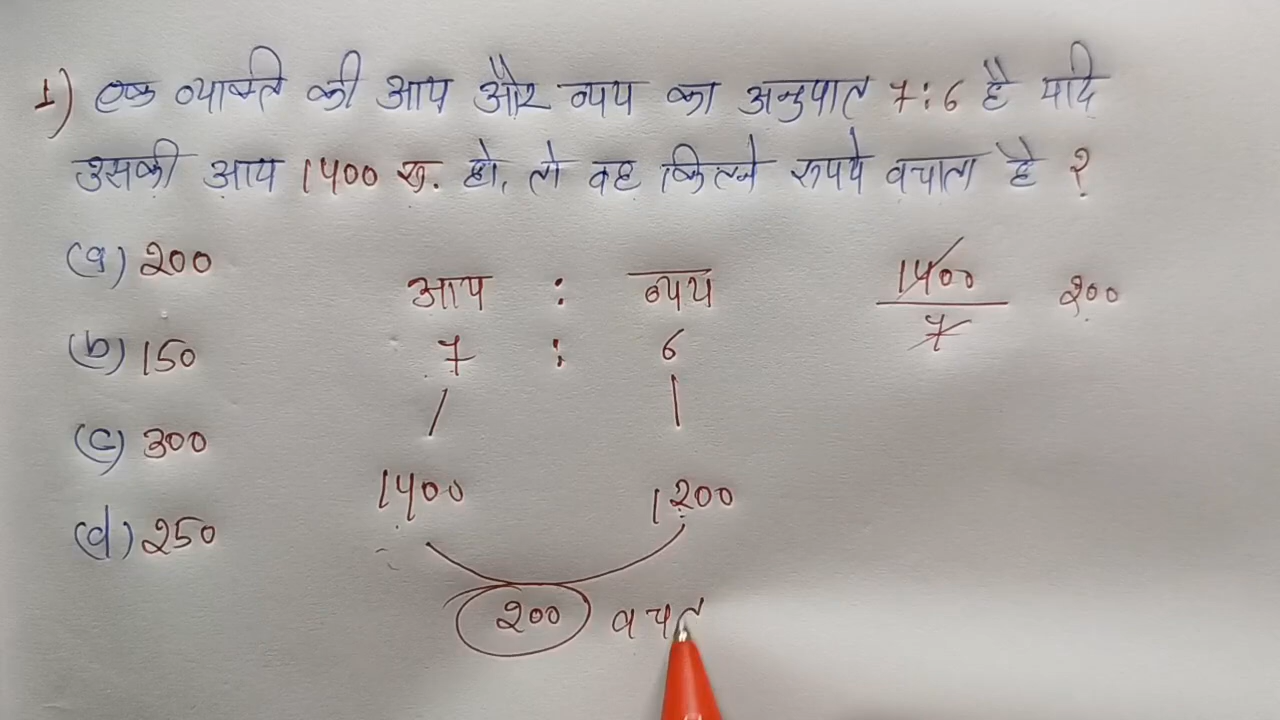 1) एक व्यक्ति की आय और व्यय का अनुपात 7:6 है यदि
उसकी आय 1400 रु. हो, तो वह कितने रुपये बचाता है ?
(a) 200
(b) 150
(c) 300
(d) 250
आय : व्यय
7 : 6
1400 1200
200 बचत
1400
7
200